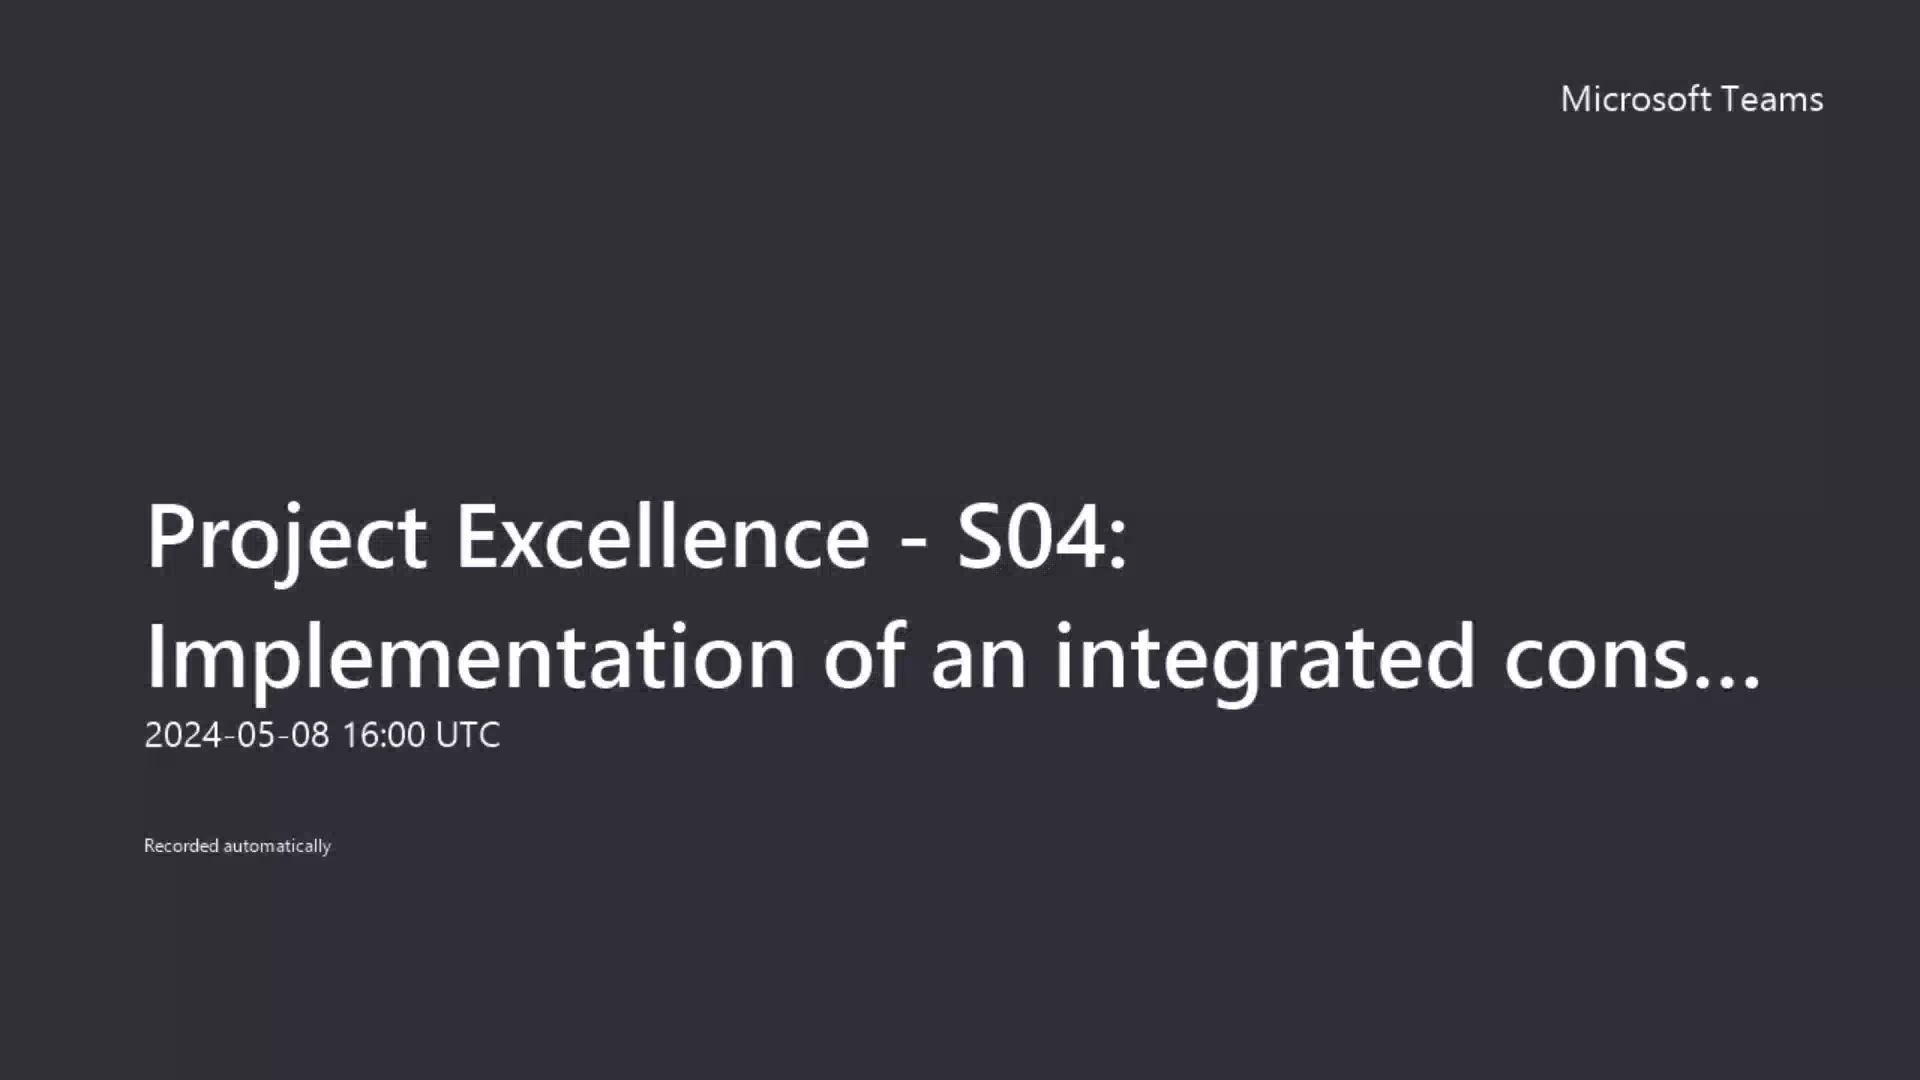 Microsoft Teams
Project Excellence - S04:
Implementation of an integrated cons...
2024-05-08 16:00 UTC
Recorded automatically